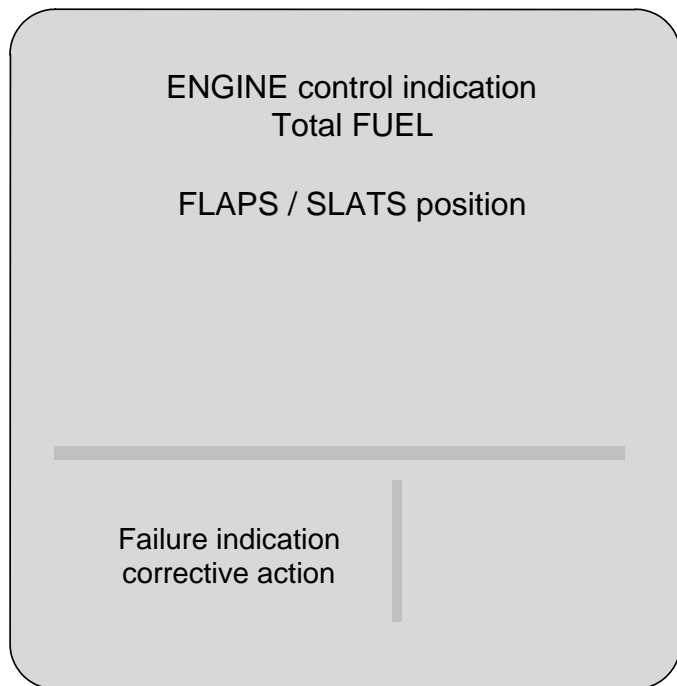 ENGINE control indication
Total FUEL
FLAPS / SLATS position
Failure indication
corrective action